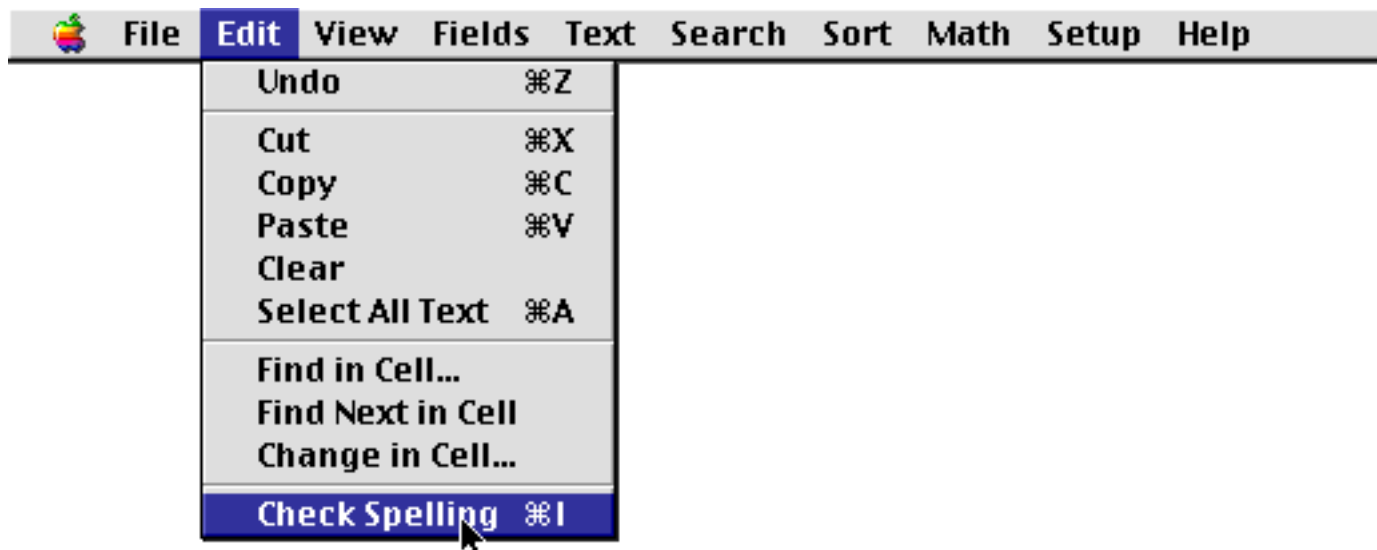 File Edit View Fields Text Search Sort Math Setup Help
Undo ⌘Z
Cut ⌘X
Copy ⌘C
Paste ⌘V
Clear
Select All Text ⌘A
Find in Cell...
Find Next in Cell
Change in Cell...
Check Spelling ⌘I